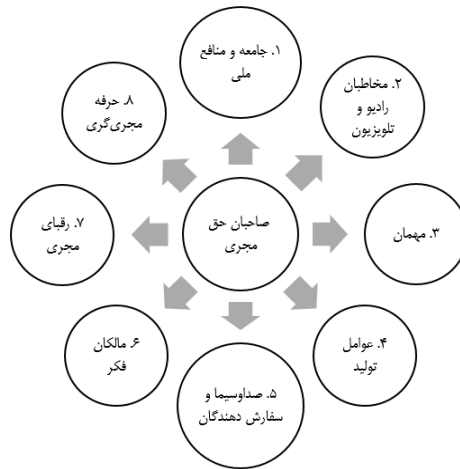 ۱. جامعه و منافع
ملی
۲. مخاطبان
رادیو و
تلویزیون
۳. مهمان
۴. عوامل
تولید
۵. صداوسیما و
سفارش دهندگان
۶. مالکان
فکر
۷. رقبای
مجری
۸. حرفه
مجری‌گری
صاحبان حق
مجری